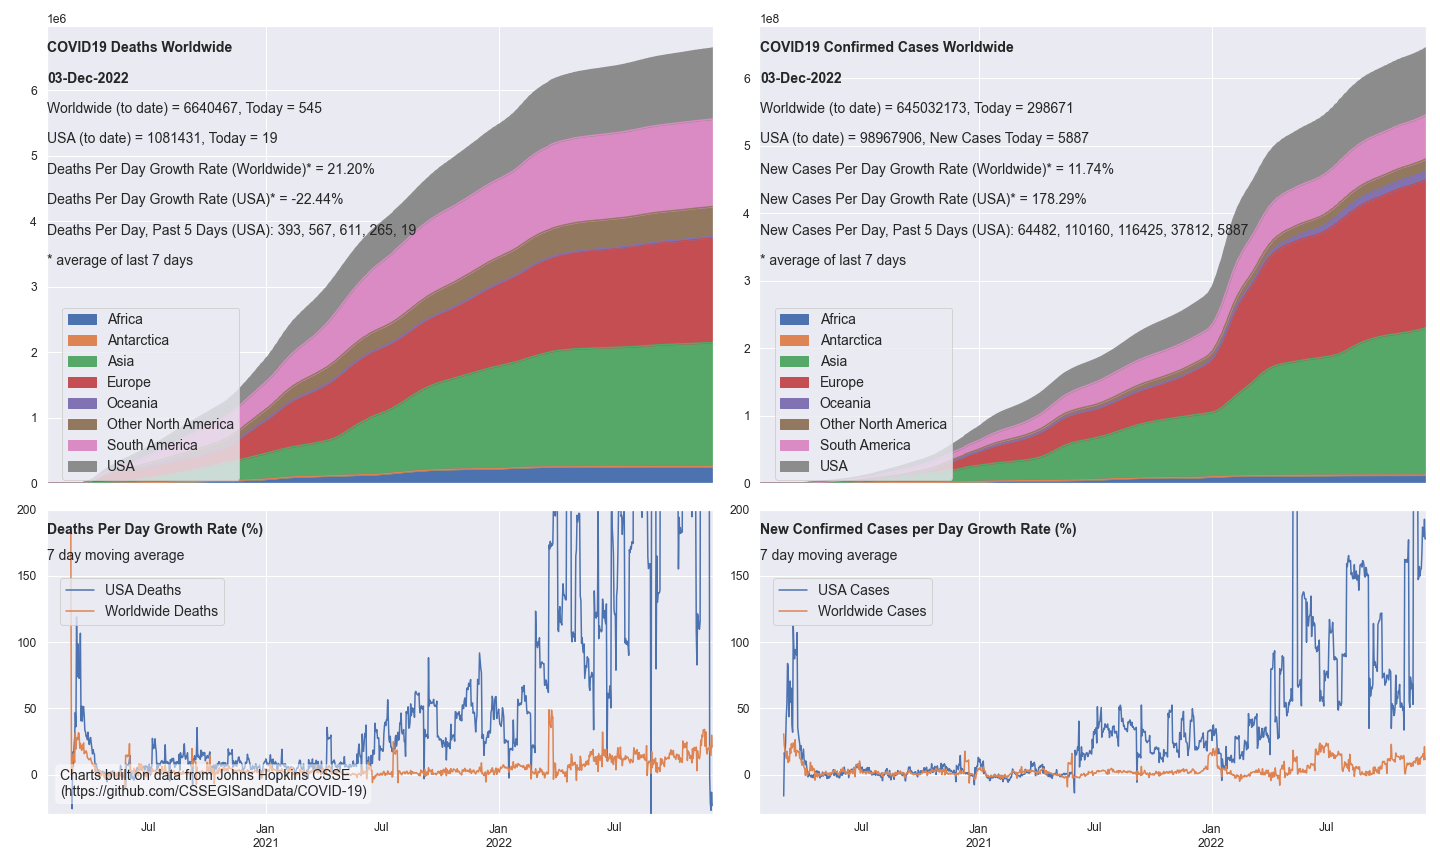 1e6
COVID19 Deaths Worldwide
03-Dec-2022
Worldwide (to date) = 6640467, Today = 545
USA (to date) = 1081431, Today = 19
Deaths Per Day Growth Rate (Worldwide)* = 21.20%
Deaths Per Day Growth Rate (USA)* = -22.44%
Deaths Per Day, Past 5 Days (USA): 393, 567, 611, 265, 19
* average of last 7 days
Africa
Antarctica
Asia
Europe
Oceania
Other North America
South America
USA
6
5
4
3
2
1
0
1e8
COVID19 Confirmed Cases Worldwide
03-Dec-2022
Worldwide (to date) = 645032173, Today = 298671
USA (to date) = 98967906, New Cases Today = 5887
New Cases Per Day Growth Rate (Worldwide)* = 11.74%
New Cases Per Day Growth Rate (USA)* = 178.29%
New Cases Per Day, Past 5 Days (USA): 64482, 110160, 116425, 37812, 5887
* average of last 7 days
Africa
Antarctica
Asia
Europe
Oceania
Other North America
South America
USA
6
5
4
3
2
1
0
Deaths Per Day Growth Rate (%)
7 day moving average
USA Deaths
Worldwide Deaths
200
150
100
50
0
Charts built on data from Johns Hopkins CSSE
(https://github.com/CSSEGISandData/COVID-19)
Jul
Jan
2021
Jul
Jan
2022
Jul
New Confirmed Cases per Day Growth Rate (%)
7 day moving average
USA Cases
Worldwide Cases
200
150
100
50
0
Jul
Jan
2021
Jul
Jan
2022
Jul